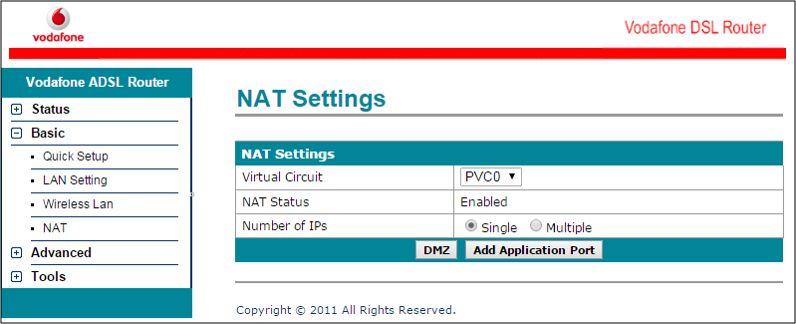 vodafone
Vodafone DSL Router
Vodafone ADSL Router
Status
Basic
Quick Setup
LAN Setting
Wireless Lan
NAT
Advanced
Tools
NAT Settings
NAT Settings
Virtual Circuit PVC0
NAT Status Enabled
Number of IPs Single Multiple
DMZ Add Application Port
Copyright © 2011 All Rights Reserved.